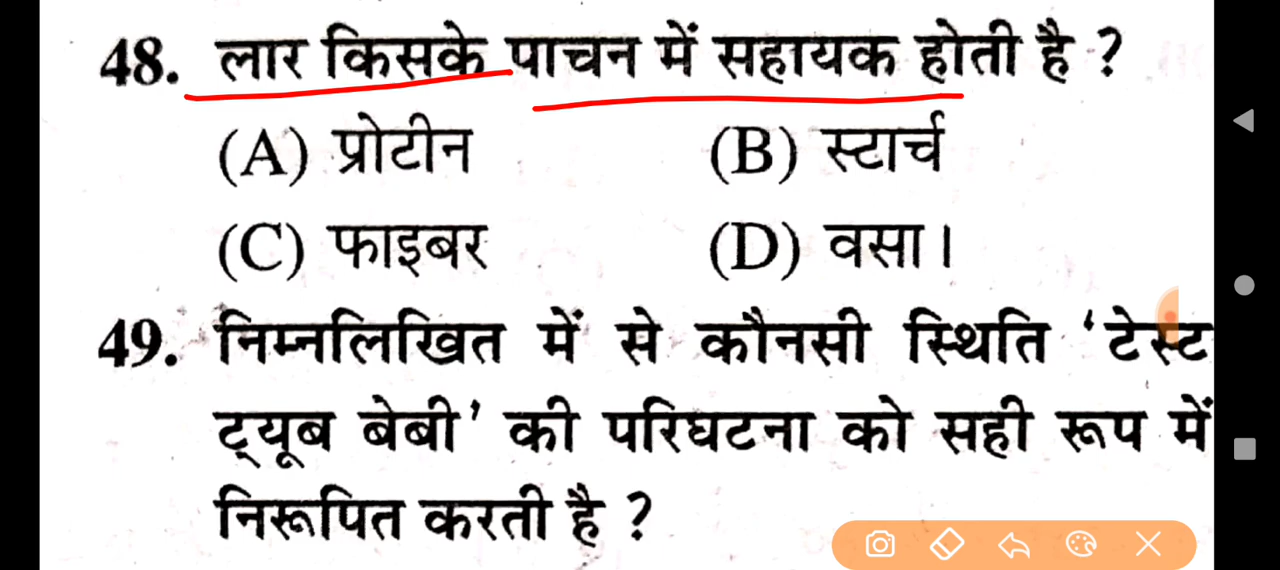 48. लार किसके पाचन में सहायक होती है ?
(A) प्रोटीन (B) स्टार्च
(C) फाइबर (D) वसा।
49. निम्नलिखित में से कौनसी स्थिति ‘टेस्ट
ट्यूब बेबी’ की परिघटना को सही रूप में
निरूपित करती है ?